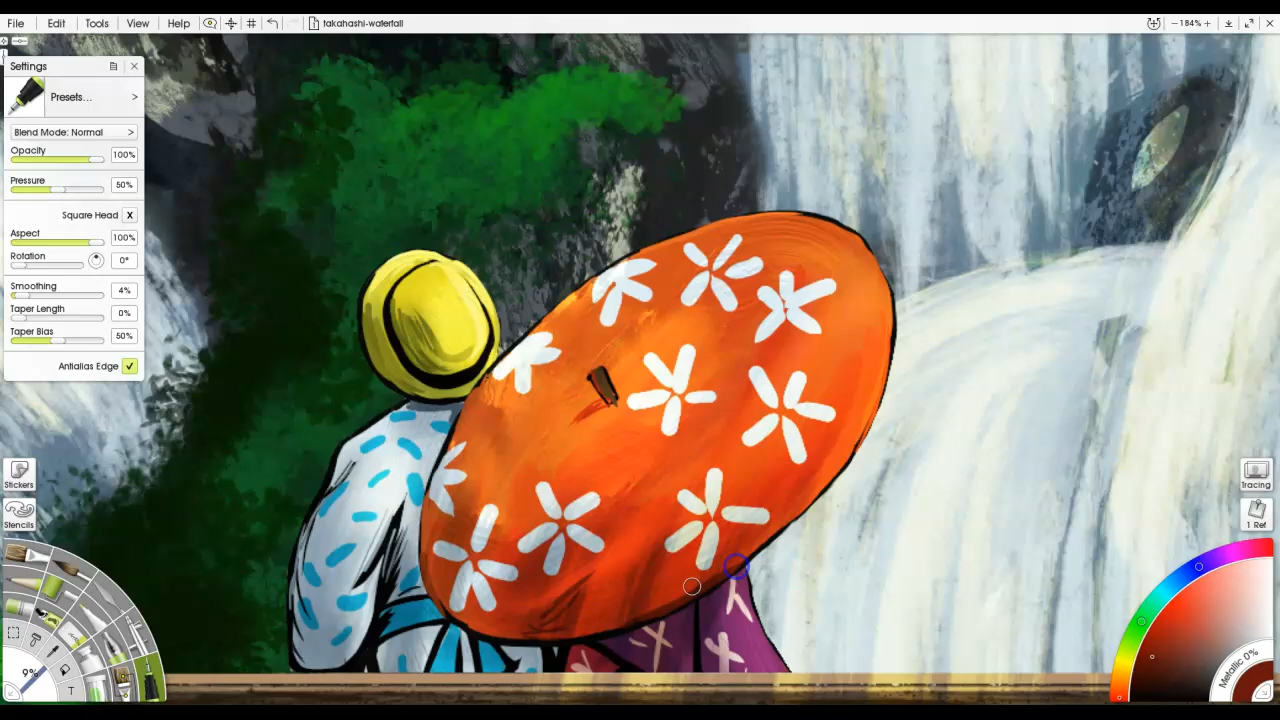 File Edit Tools View Help takahashi-waterfall -184% +
Settings
Presets... >
Blend Mode: Normal >
Opacity
100%
Pressure
50%
Square Head X
Aspect
100%
Rotation
0°
Smoothing
4%
Taper Length
0%
Taper Bias
50%
Antialias Edge
Stickers
Stencils
9%
T
Tracing
1 Ref
Metallic 0%